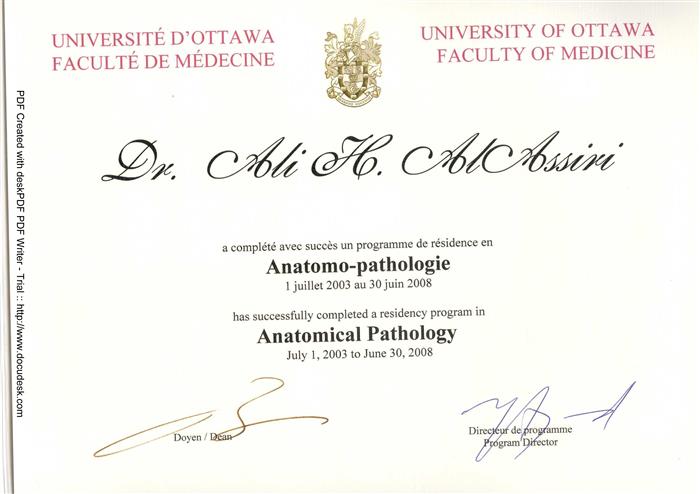 UNIVERSITÉ D'OTTAWA
FACULTÉ DE MÉDECINE
UNIVERSITY OF OTTAWA
FACULTY OF MEDICINE
Dr. Ali H. AlAssiri
a complété avec succès un programme de résidence en
Anatomo-pathologie
1 juillet 2003 au 30 juin 2008
has successfully completed a residency program in
Anatomical Pathology
July 1, 2003 to June 30, 2008
Doyen / Dean
Directeur de programme
Program Director
PDF Created with deskPDF PDF Writer - Trial :: http://www.docudesk.com